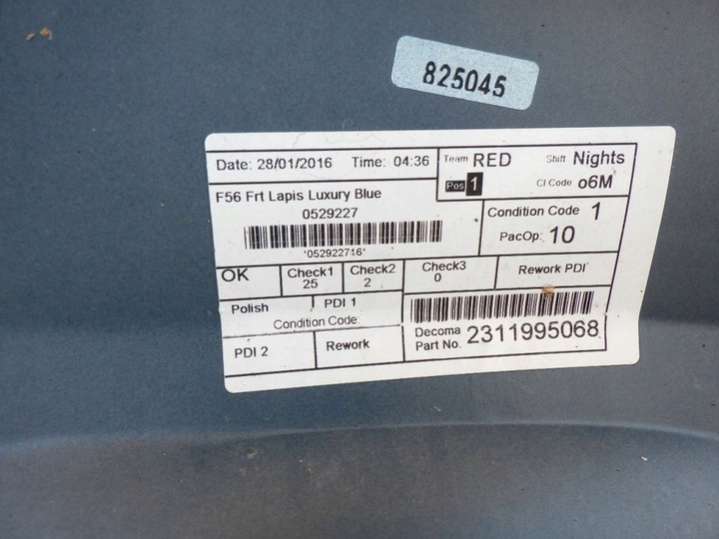 825045
Date: 28/01/2016 Time: 04:36
Team RED Shift Nights
Pos 1 CI Code o6M
F56 Frt Lapis Luxury Blue
0529227
*052922716*
Condition Code 1
PacOp: 10
OK Check1 25 Check2 2 Check3 0 Rework PDI
Polish PDI 1
Condition Code
PDI 2 Rework
Decoma Part No. 2311995068